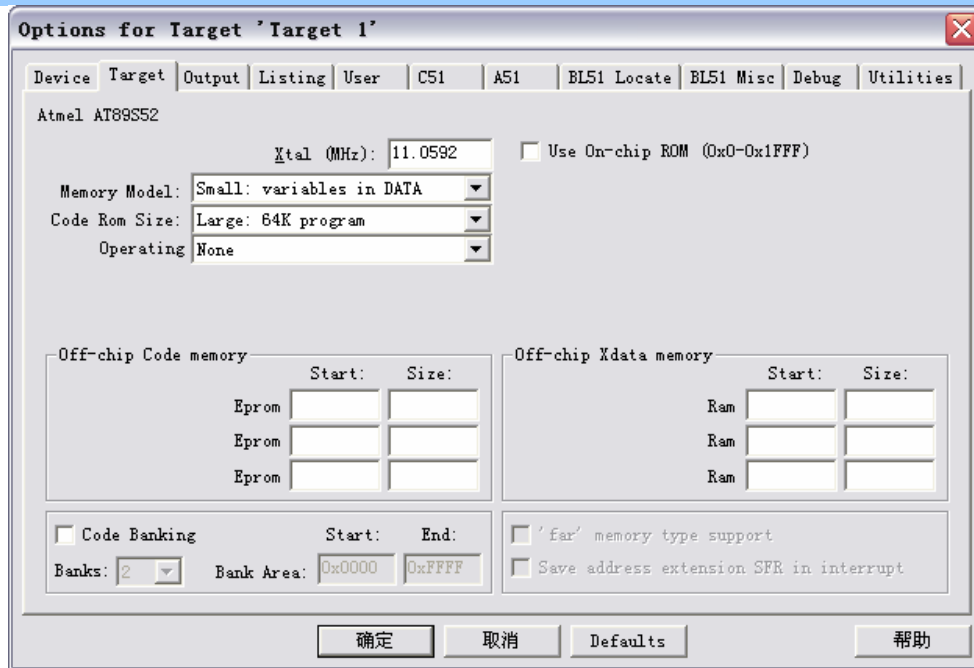 Options for Target 'Target 1'
Device Target Output Listing User C51 A51 BL51 Locate BL51 Misc Debug Utilities
Atmel AT89S52
Xtal (MHz): 11.0592 Use On-chip ROM (0x0-0x1FFF)
Memory Model: Small: variables in DATA
Code Rom Size: Large: 64K program
Operating None
Off-chip Code memory Off-chip Xdata memory
Start: Size: Start: Size:
Eprom Ram
Eprom Ram
Eprom Ram
Code Banking Start: End: 'far' memory type support
Banks: 2 Bank Area: 0x0000 0xFFFF Save address extension SFR in interrupt
确定 取消 Defaults 帮助